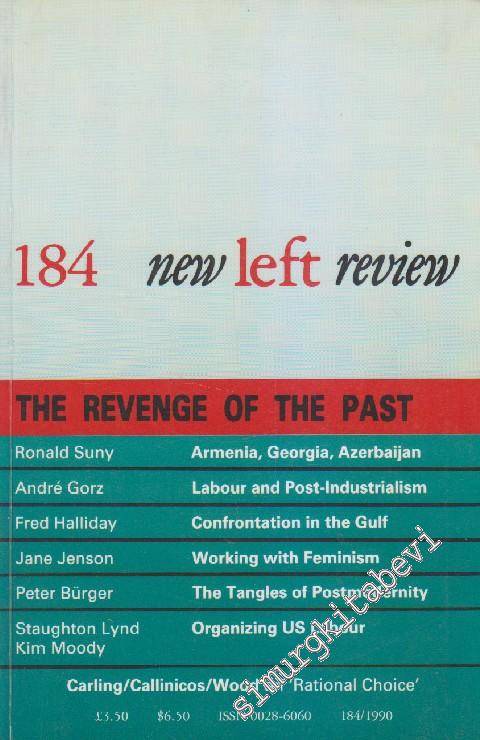 184 new left review
THE REVENGE OF THE PAST
Ronald Suny Armenia, Georgia, Azerbaijan
André Gorz Labour and Post-Industrialism
Fred Halliday Confrontation in the Gulf
Jane Jenson Working with Feminism
Peter Bürger The Tangles of Postmodernity
Staughton Lynd Organizing US Labour
Kim Moody
Carling/Callinicos/Wood 'Rational Choice'
£3.50 $6.50 ISSN 0028-6060 184/1990
simurgkitabevi